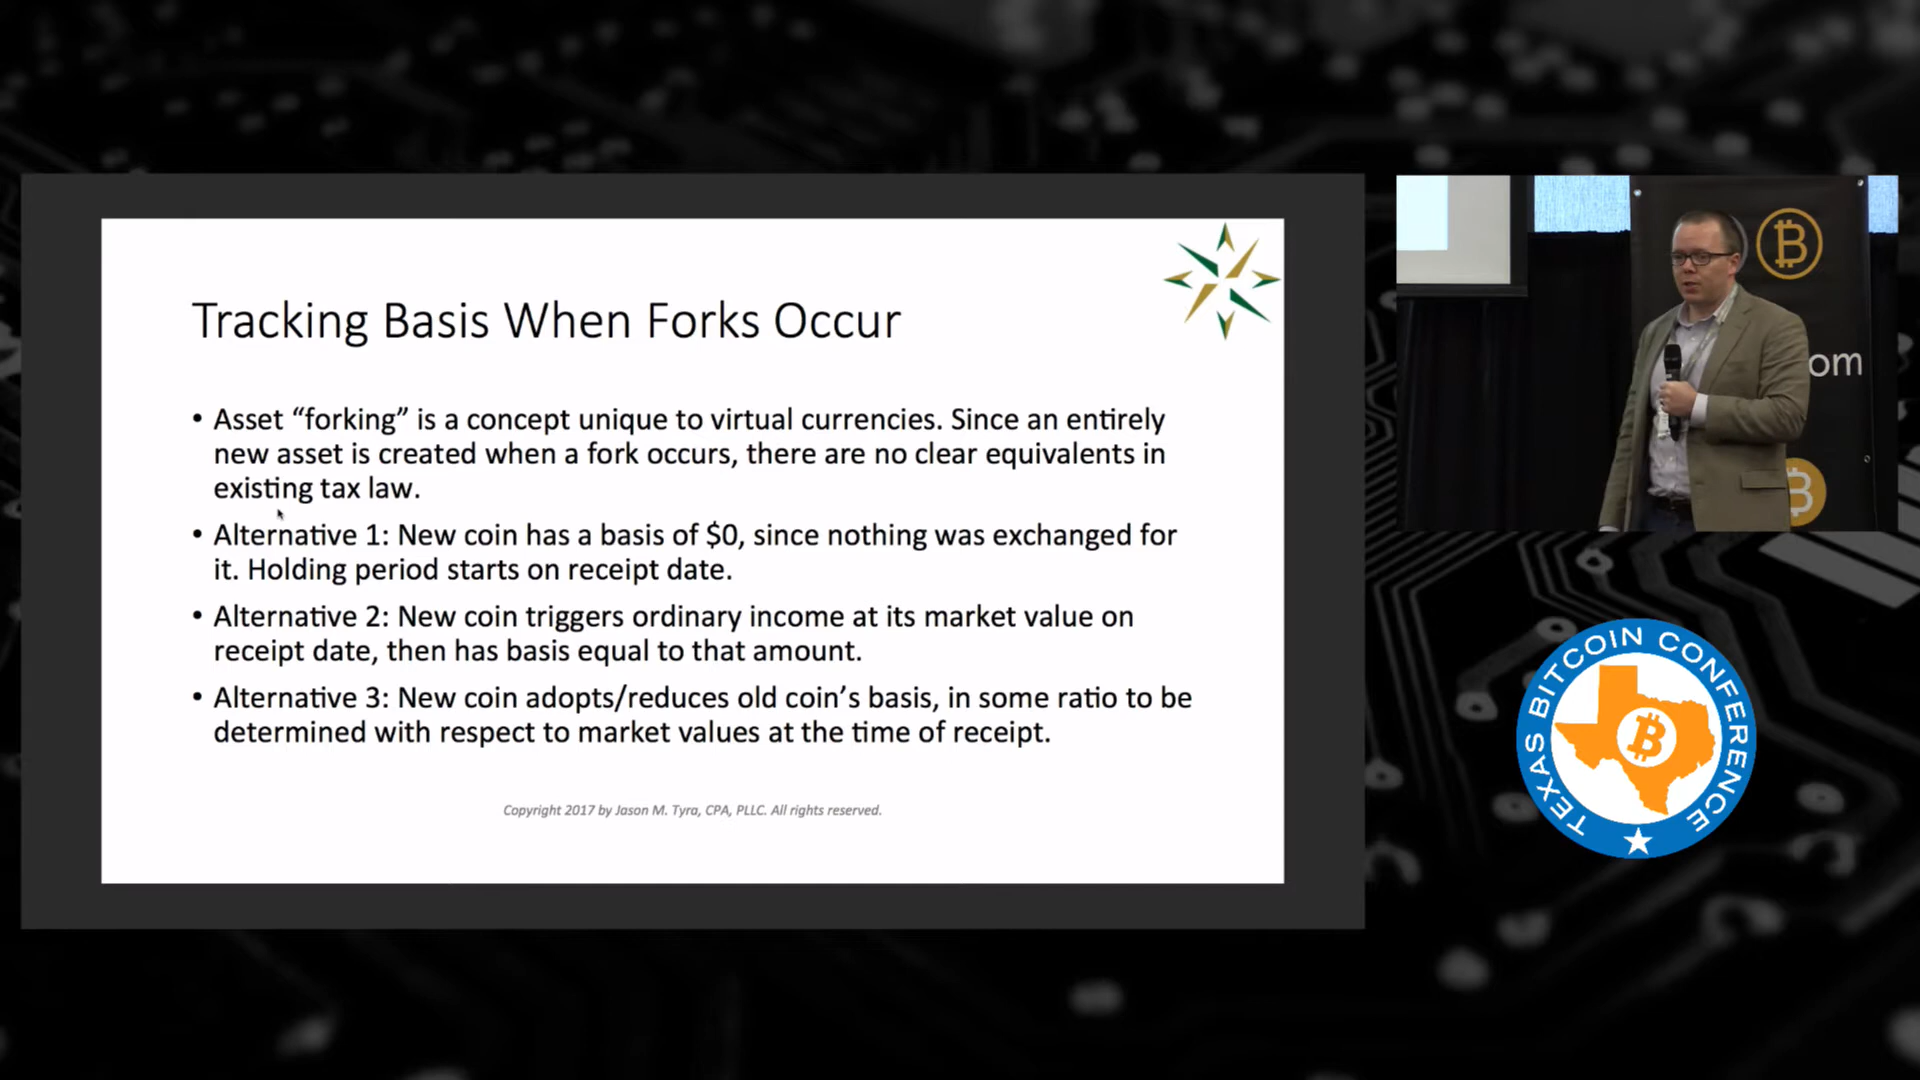 Tracking Basis When Forks Occur
• Asset “forking” is a concept unique to virtual currencies. Since an entirely
new asset is created when a fork occurs, there are no clear equivalents in
existing tax law.
• Alternative 1: New coin has a basis of $0, since nothing was exchanged for
it. Holding period starts on receipt date.
• Alternative 2: New coin triggers ordinary income at its market value on
receipt date, then has basis equal to that amount.
• Alternative 3: New coin adopts/reduces old coin’s basis, in some ratio to be
determined with respect to market values at the time of receipt.
Copyright 2017 by Jason M. Tyra, CPA, PLLC. All rights reserved.
om
TEXAS BITCOIN CONFERENCE